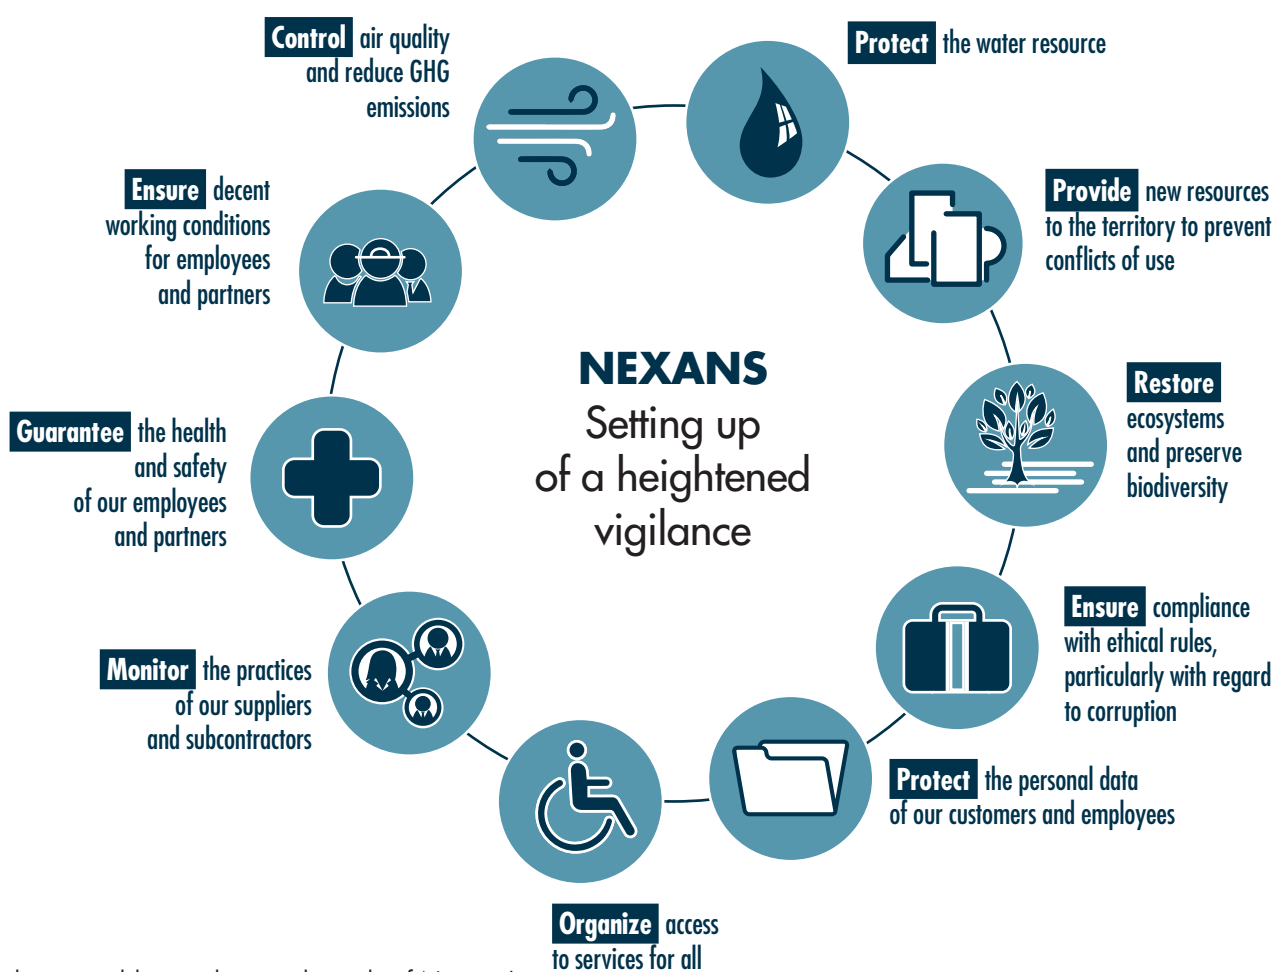 Control air quality
and reduce GHG
emissions
Protect the water resource
Provide new resources
to the territory to prevent
conflicts of use
Restore
ecosystems
and preserve
biodiversity
Ensure compliance
with ethical rules,
particularly with regard
to corruption
Protect the personal data
of our customers and employees
Organize access
to services for all
Monitor the practices
of our suppliers
and subcontractors
Guarantee the health
and safety
of our employees
and partners
Ensure decent
working conditions
for employees
and partners
NEXANS
Setting up
of a heightened
vigilance